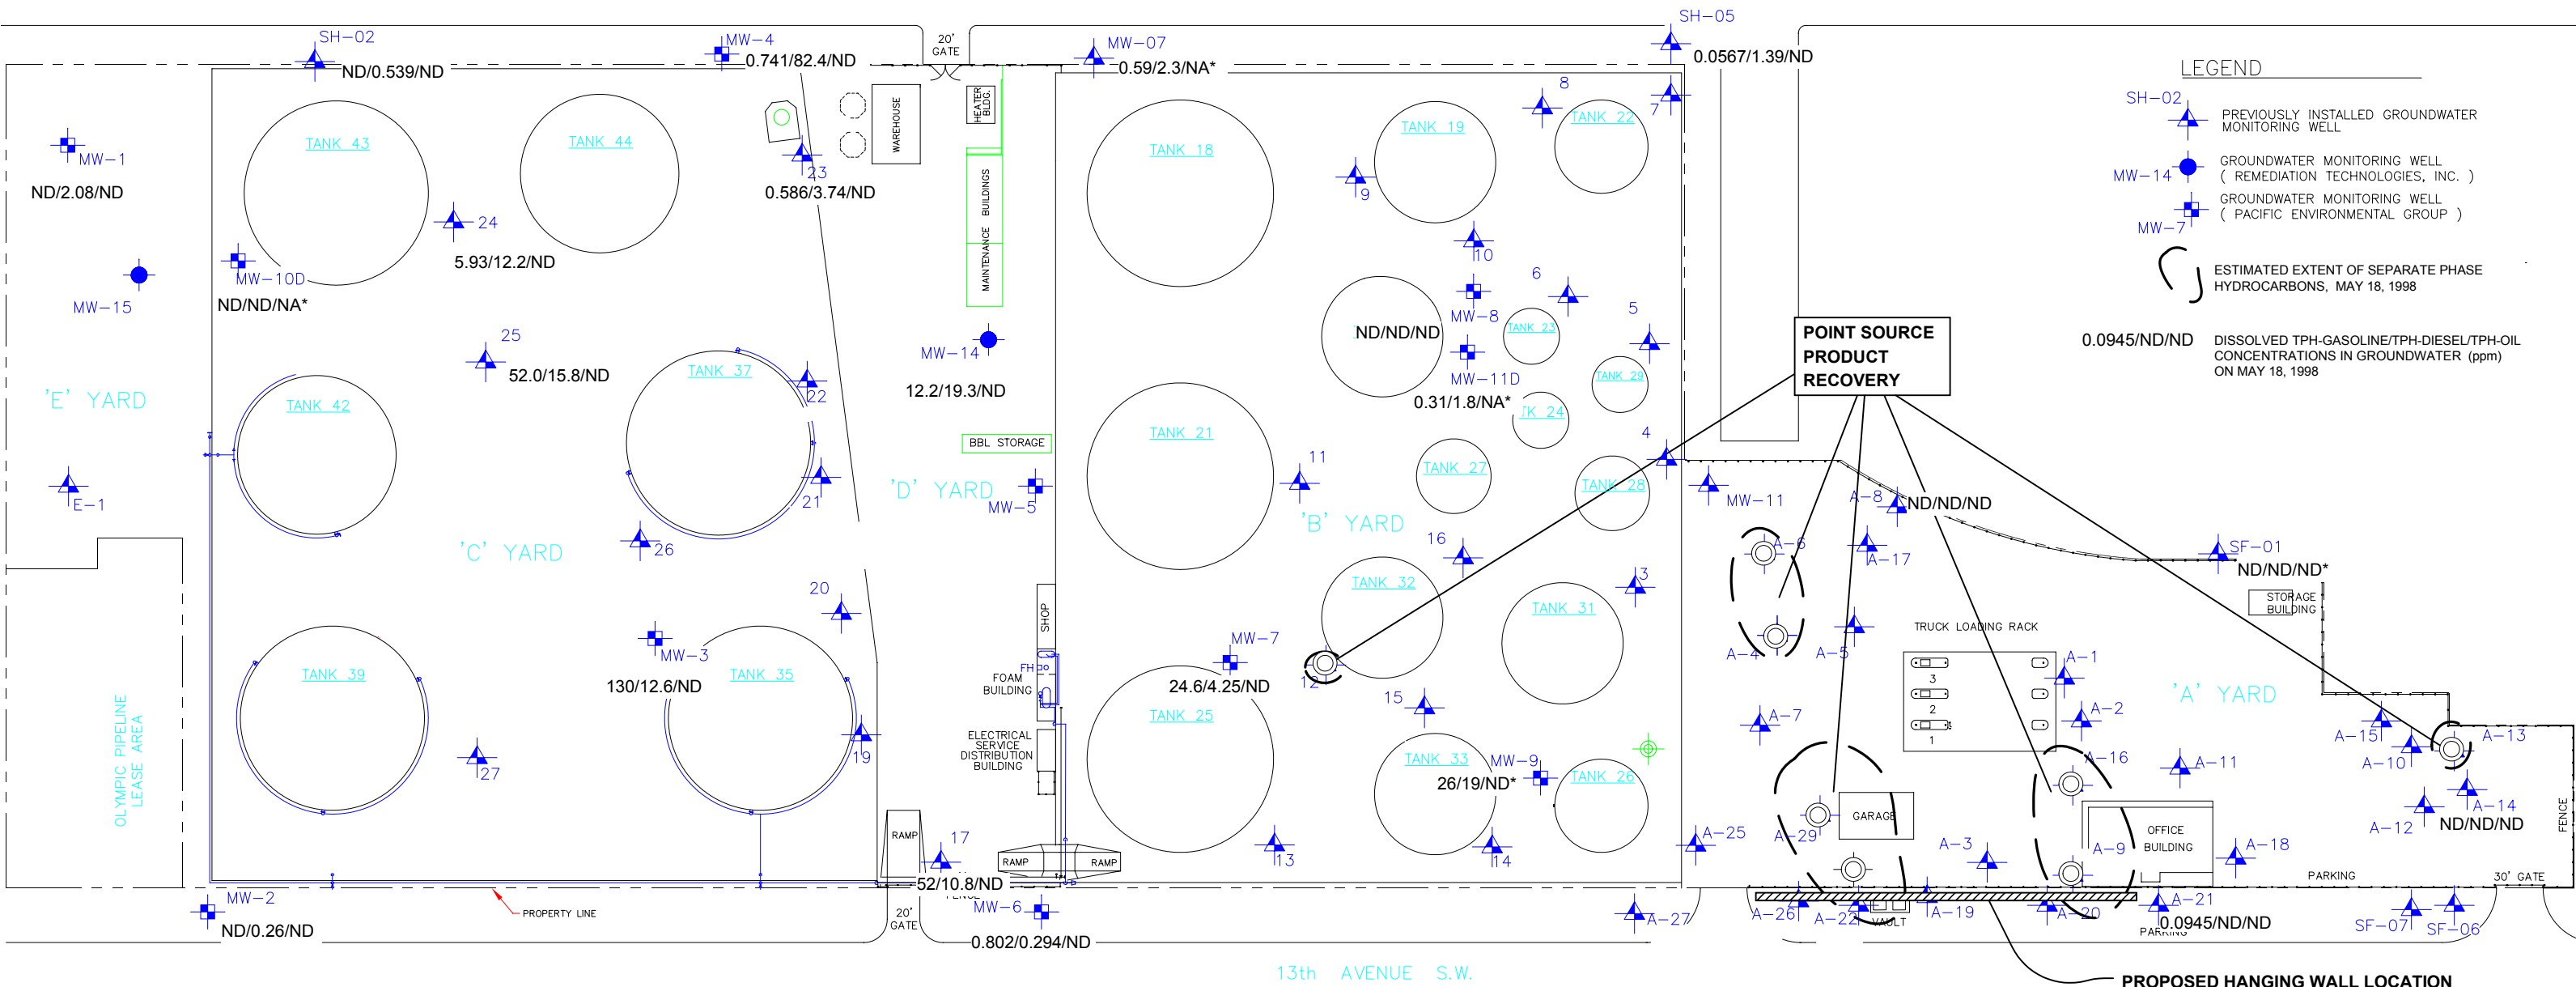 SH-05
SH-02
MW-4
20'
GATE
MW-07
ND/0.539/ND
0.741/82.4/ND
0.59/2.3/NA*
0.0567/1.39/ND
LEGEND
SH-02
PREVIOUSLY INSTALLED GROUNDWATER
MONITORING WELL
MW-14
GROUNDWATER MONITORING WELL
( REMEDIATION TECHNOLOGIES, INC. )
GROUNDWATER MONITORING WELL
( PACIFIC ENVIRONMENTAL GROUP )
MW-7
ESTIMATED EXTENT OF SEPARATE PHASE
HYDROCARBONS, MAY 18, 1998
0.0945/ND/ND
DISSOLVED TPH-GASOLINE/TPH-DIESEL/TPH-OIL
CONCENTRATIONS IN GROUNDWATER (ppm)
ON MAY 18, 1998
MW-1
ND/2.08/ND
TANK 43
TANK 44
WAREHOUSE
HEATER
BLDG.
23
0.586/3.74/ND
MAINTENANCE BUILDINGS
TANK 18
TANK 19
8
TANK 22
7
9
10
24
5.93/12.2/ND
MW-10D
ND/ND/NA*
MW-15
6
MW-8
5
ND/ND/ND
TANK 23
25
52.0/15.8/ND
TANK 37
22
MW-14
12.2/19.3/ND
MW-11D
0.31/1.8/NA*
TANK 29
TK 24
POINT SOURCE
PRODUCT
RECOVERY
'E' YARD
TANK 42
BBL STORAGE
TANK 21
4
11
TANK 27
TANK 28
E-1
21
'D' YARD
MW-5
MW-11
A-8
ND/ND/ND
'B' YARD
'C' YARD
26
16
A-6
A-17
SF-01
ND/ND/ND*
20
SHOP
TANK 32
3
TANK 31
STORAGE
BUILDING
TRUCK LOADING RACK
MW-3
130/12.6/ND
FH
FOAM
BUILDING
MW-7
24.6/4.25/ND
12
A-4
A-5
A-1
3
2
1
'A' YARD
TANK 39
TANK 35
TANK 25
15
A-7
A-2
A-15
A-13
OLYMPIC PIPELINE
LEASE AREA
27
19
ELECTRICAL
SERVICE
DISTRIBUTION
BUILDING
TANK 33
MW-9
26/19/ND*
TANK 26
A-16
A-11
A-10
A-14
A-12
ND/ND/ND
FENCE
A-29
GARAGE
OFFICE
BUILDING
RAMP
17
RAMP
RAMP
13
14
A-25
A-3
A-9
A-18
PARKING
30' GATE
52/10.8/ND
MW-2
ND/0.26/ND
PROPERTY LINE
20'
GATE
MW-6
0.802/0.294/ND
A-27
A-26
A-22
VAULT
A-19
A-20
A-21
0.0945/ND/ND
PARKING
SF-07
SF-06
13th AVENUE S.W.
PROPOSED HANGING WALL LOCATION